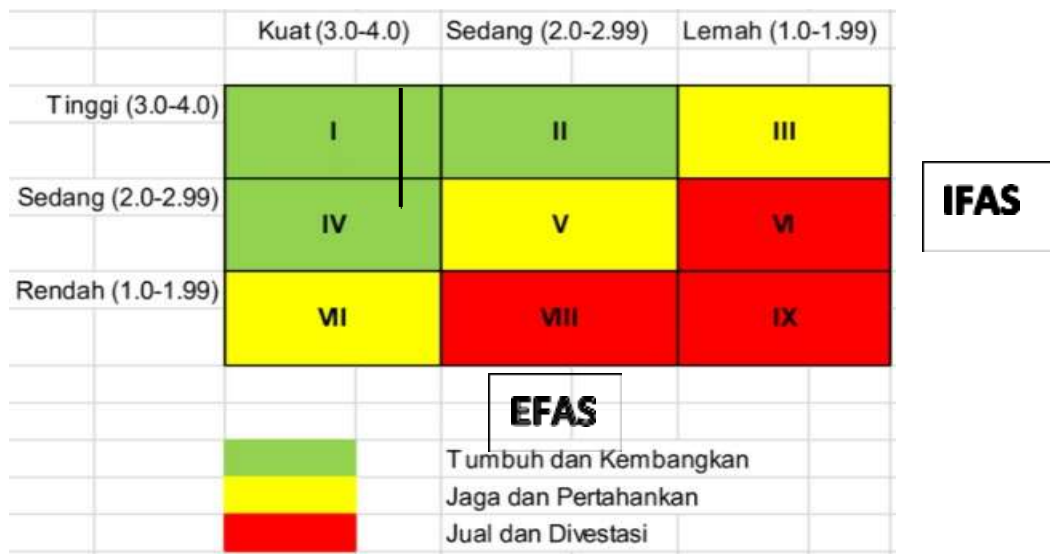 Kuat (3.0-4.0) Sedang (2.0-2.99) Lemah (1.0-1.99)
Tinggi (3.0-4.0) I II III
IFAS
Sedang (2.0-2.99) IV V VI
Rendah (1.0-1.99) VII VIII IX
EFAS
Tumbuh dan Kembangkan
Jaga dan Pertahankan
Jual dan Divestasi